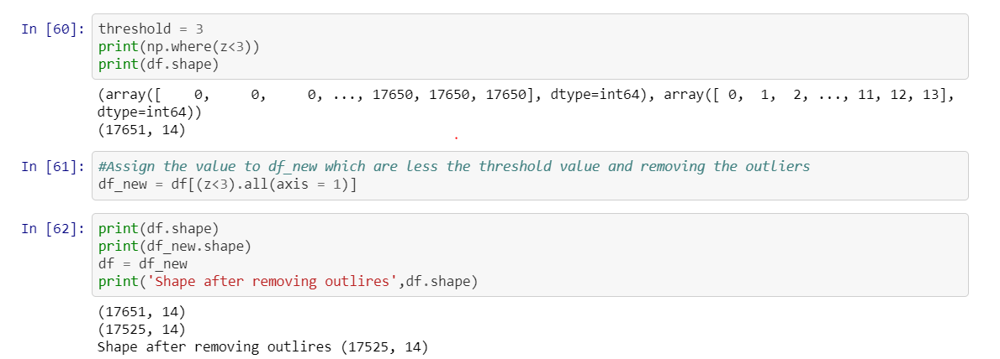 In [60]: threshold = 3
print(np.where(z<3))
print(df.shape)
(array([    0,     0,     0, ..., 17650, 17650, 17650], dtype=int64), array([ 0,  1,  2, ..., 11, 12, 13],
dtype=int64))
(17651, 14)
In [61]: #Assign the value to df_new which are less the threshold value and removing the outliers
df_new = df[(z<3).all(axis = 1)]
In [62]: print(df.shape)
print(df_new.shape)
df = df_new
print('Shape after removing outlires',df.shape)
(17651, 14)
(17525, 14)
Shape after removing outlires (17525, 14)